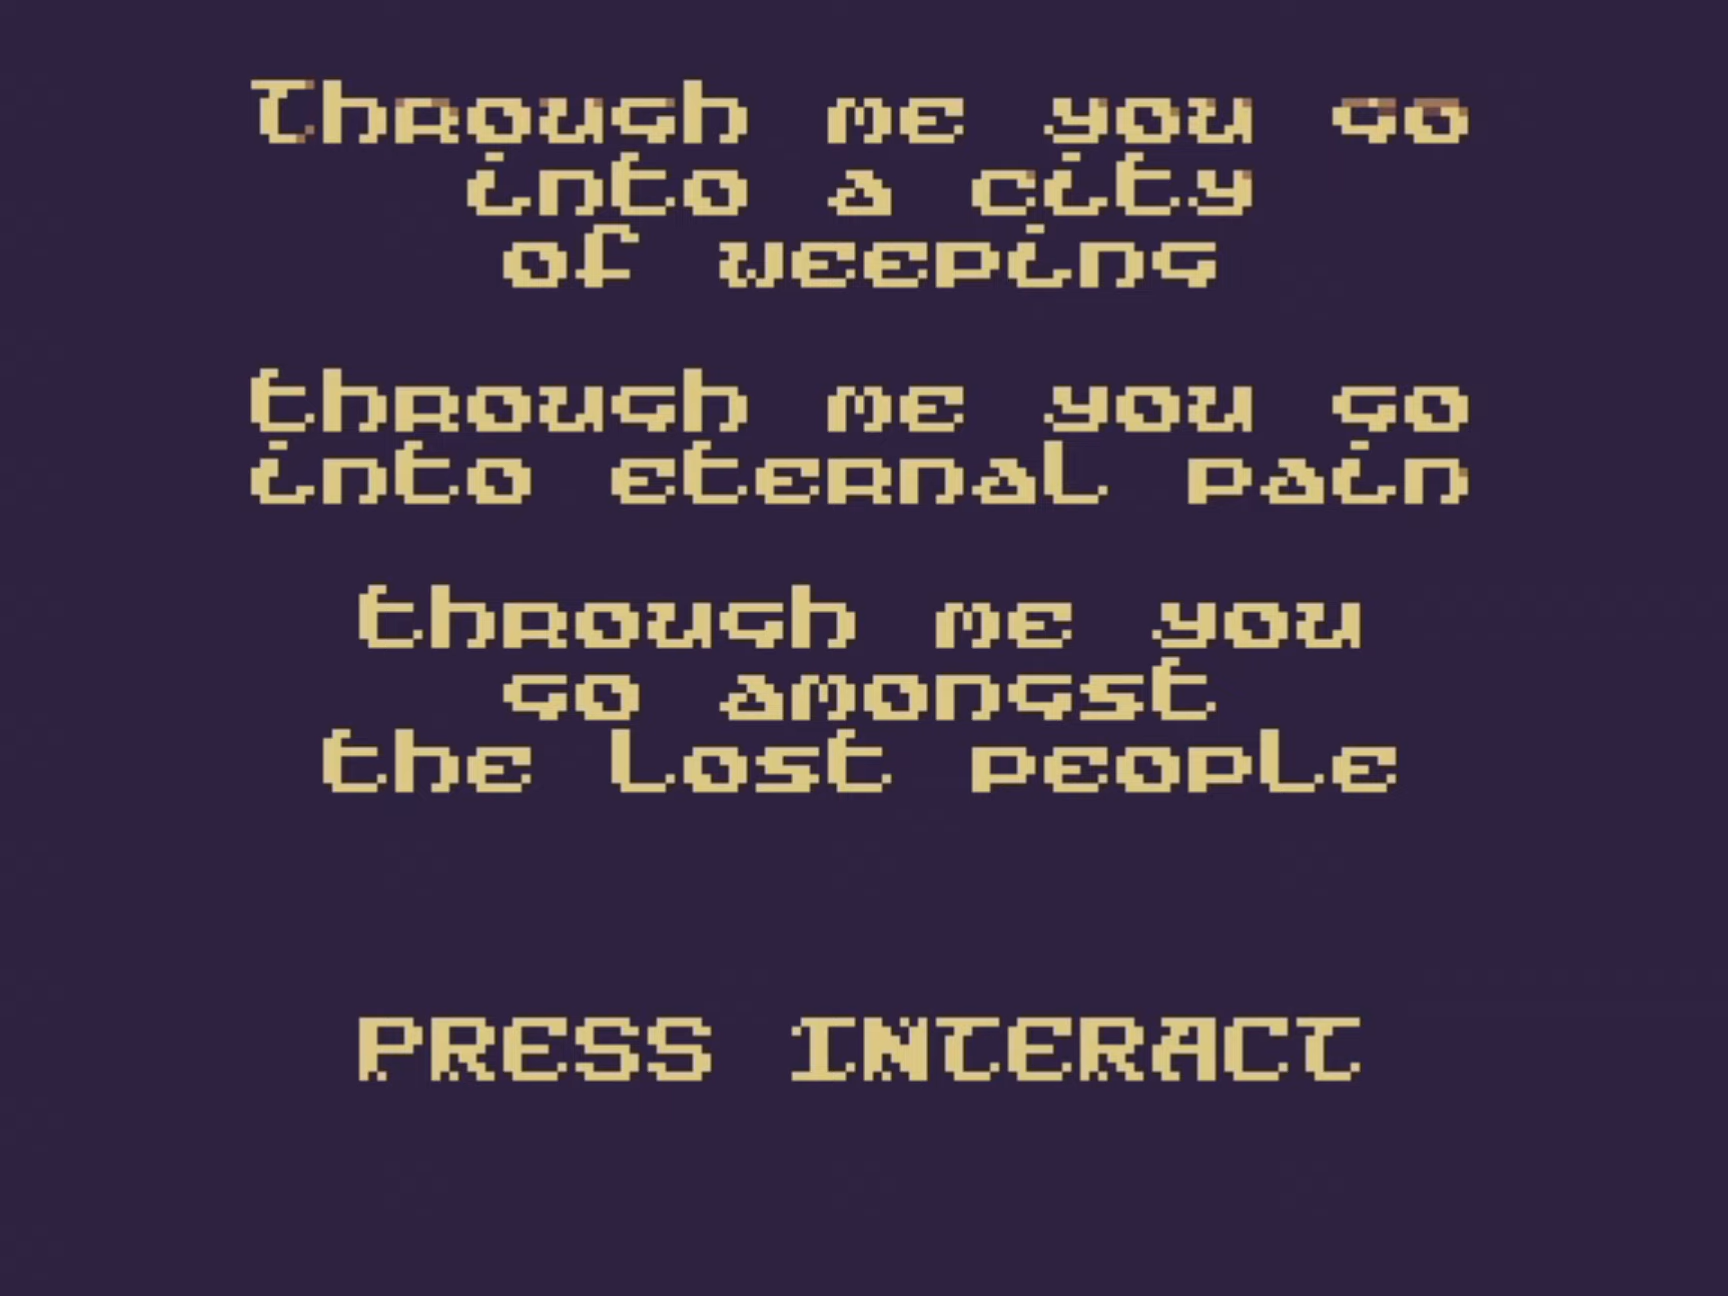 Through me you go
into a city
of weeping
through me you go
into eternal pain
through me you
go amongst
the lost people
PRESS INTERACT